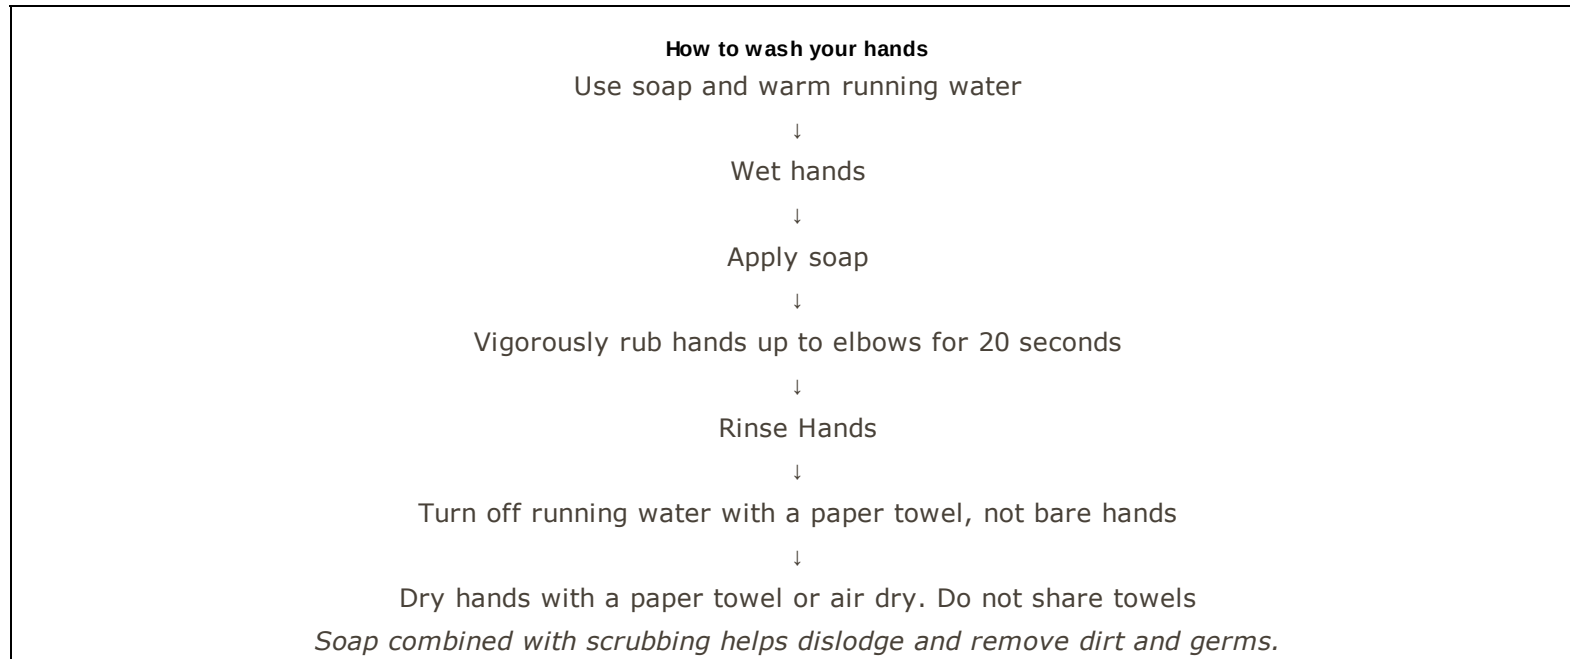 How to wash your hands
Use soap and warm running water
↓
Wet hands
↓
Apply soap
↓
Vigorously rub hands up to elbows for 20 seconds
↓
Rinse Hands
↓
Turn off running water with a paper towel, not bare hands
↓
Dry hands with a paper towel or air dry. Do not share towels
Soap combined with scrubbing helps dislodge and remove dirt and germs.